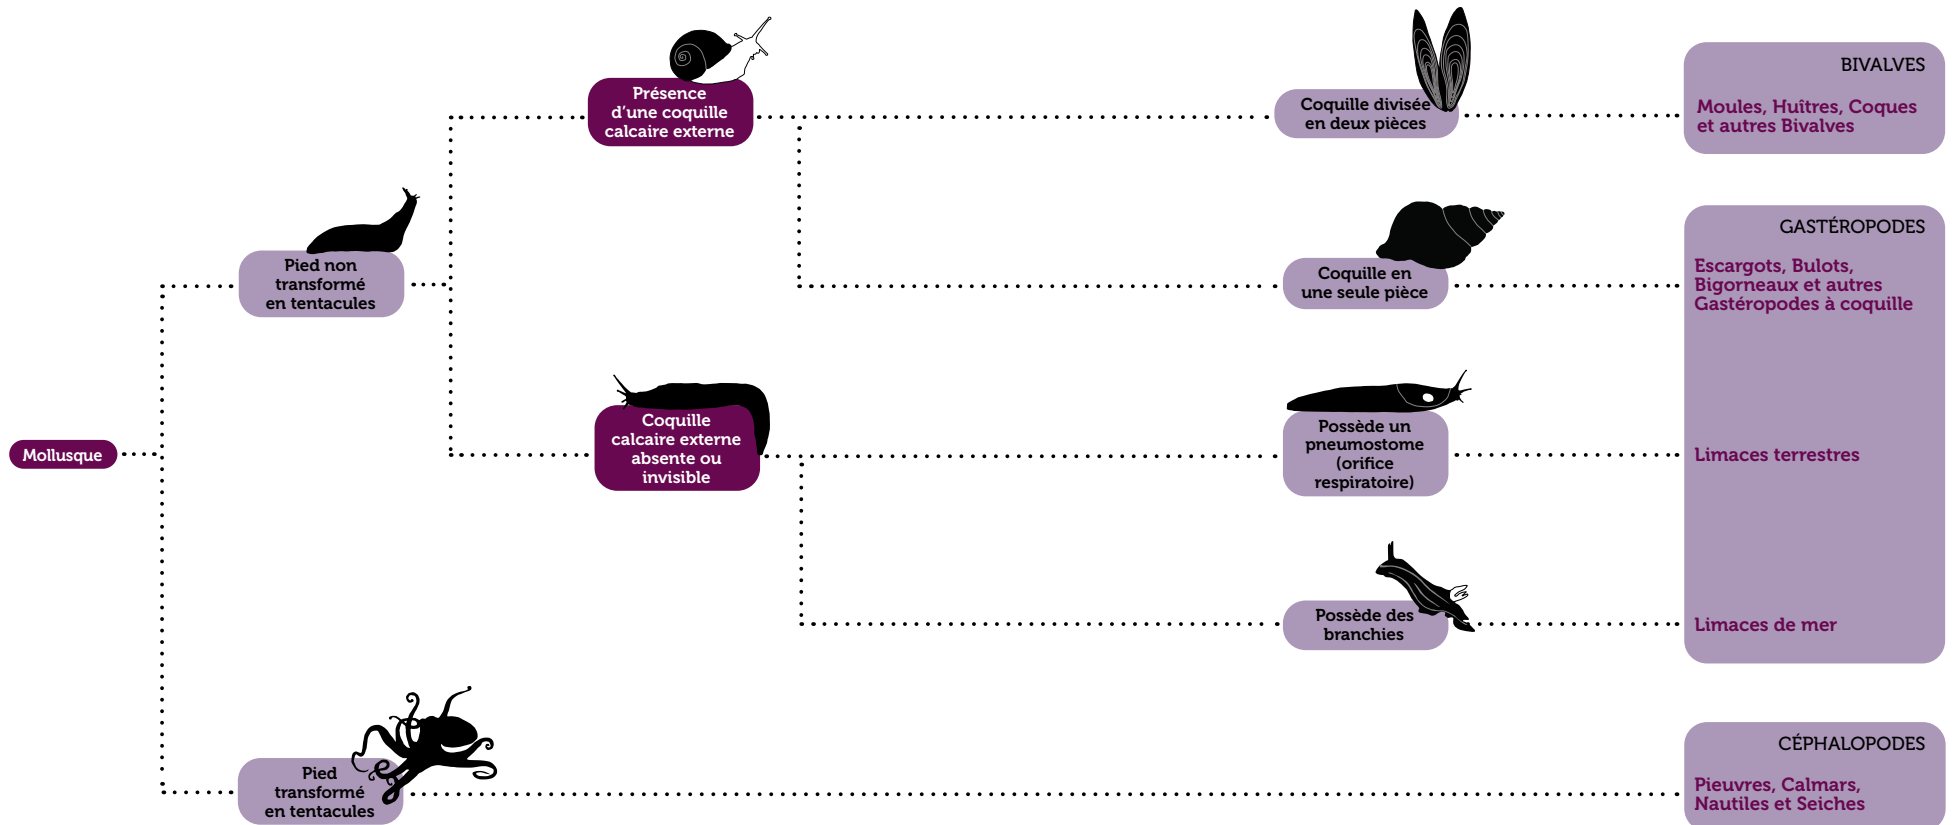 Mollusque
Pied non
transformé
en tentacules
Pied
transformé
en tentacules
Présence
d’une coquille
calcaire externe
Coquille
calcaire externe
absente ou
invisible
Coquille divisée
en deux pièces
Coquille en
une seule pièce
Possède un
pneumostome
(orifice
respiratoire)
Possède des
branchies
BIVALVES
Moules, Huîtres, Coques
et autres Bivalves
GASTÉROPODES
Escargots, Bulots,
Bigorneaux et autres
Gastéropodes à coquille
Limaces terrestres
Limaces de mer
CÉPHALOPODES
Pieuvres, Calmars,
Nautiles et Seiches